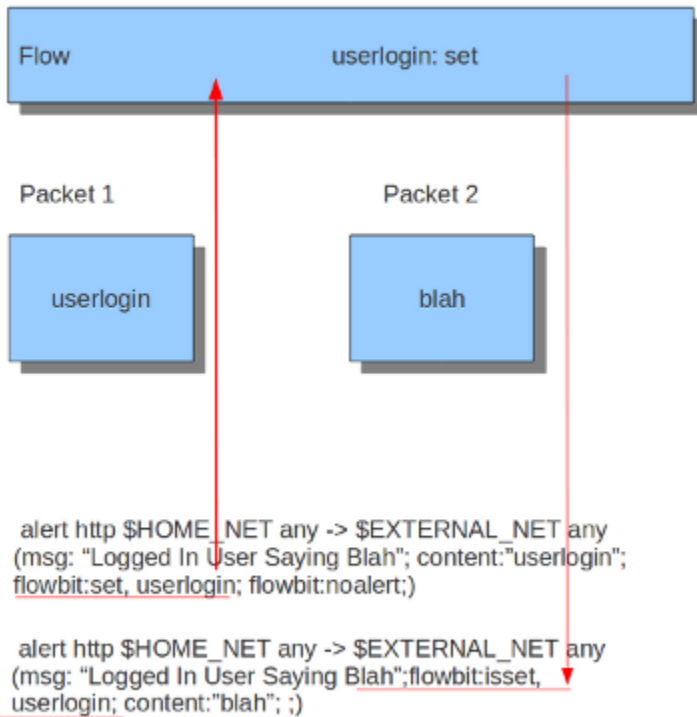 Flow userlogin: set
Packet 1 Packet 2
userlogin blah
alert http $HOME_NET any -> $EXTERNAL_NET any
(msg: “Logged In User Saying Blah”; content:”userlogin”;
flowbit:set, userlogin; flowbit:noalert;)
alert http $HOME_NET any -> $EXTERNAL_NET any
(msg: “Logged In User Saying Blah”;flowbit:isset,
userlogin; content:”blah”; ;)